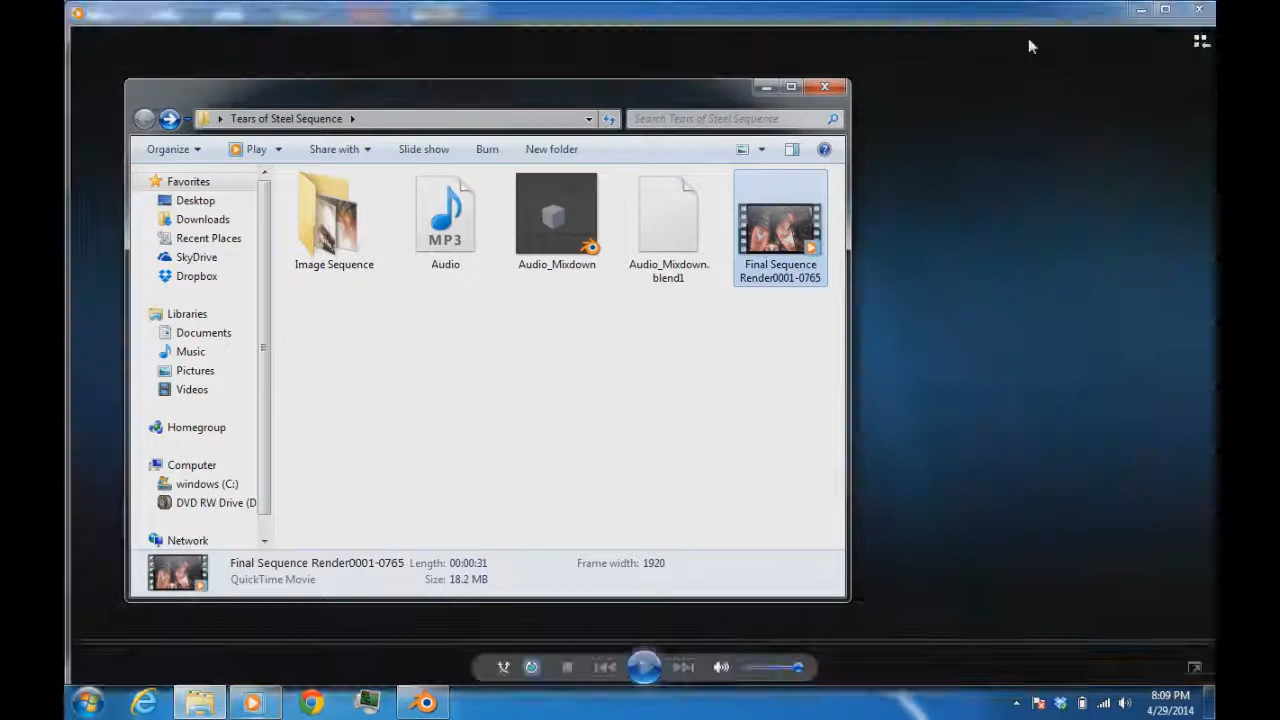 Tears of Steel Sequence
Search Tears of Steel Sequence
Organize Play Share with Slide show Burn New folder
Favorites
Desktop
Downloads
Recent Places
SkyDrive
Dropbox
Libraries
Documents
Music
Pictures
Videos
Homegroup
Computer
windows (C:)
DVD RW Drive (D
Network
Image Sequence
MP3
Audio
Audio_Mixdown
Audio_Mixdown.
blend1
Final Sequence
Render0001-0765
Final Sequence Render0001-0765 Length: 00:00:31 Frame width: 1920
QuickTime Movie Size: 18.2 MB
8:09 PM
4/29/2014